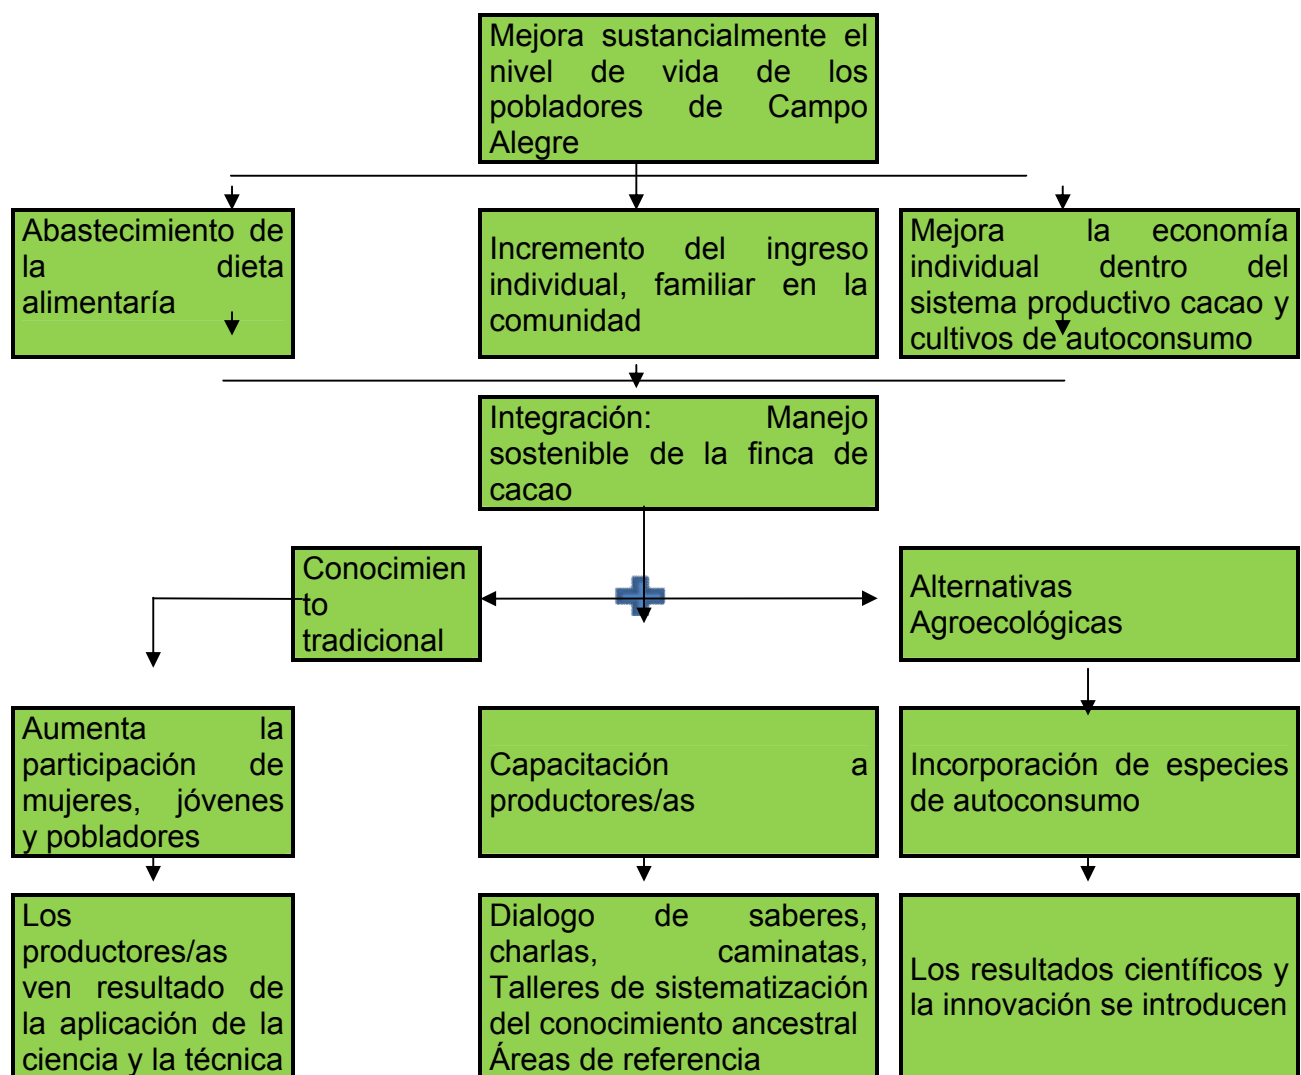 Mejora sustancialmente el
nivel de vida de los
pobladores de Campo
Alegre
Abastecimiento de
la dieta
alimentaría
Incremento del ingreso
individual, familiar en la
comunidad
Mejora la economía
individual dentro del
sistema productivo cacao y
cultivos de autoconsumo
Integración: Manejo
sostenible de la finca de
cacao
Conocimien
to
tradicional
Alternativas
Agroecológicas
Aumenta la
participación de
mujeres, jóvenes
y pobladores
Capacitación a
productores/as
Incorporación de especies
de autoconsumo
Los
productores/as
ven resultado de
la aplicación de la
ciencia y la técnica
Dialogo de saberes,
charlas, caminatas,
Talleres de sistematización
del conocimiento ancestral
Áreas de referencia
Los resultados científicos y
la innovación se introducen